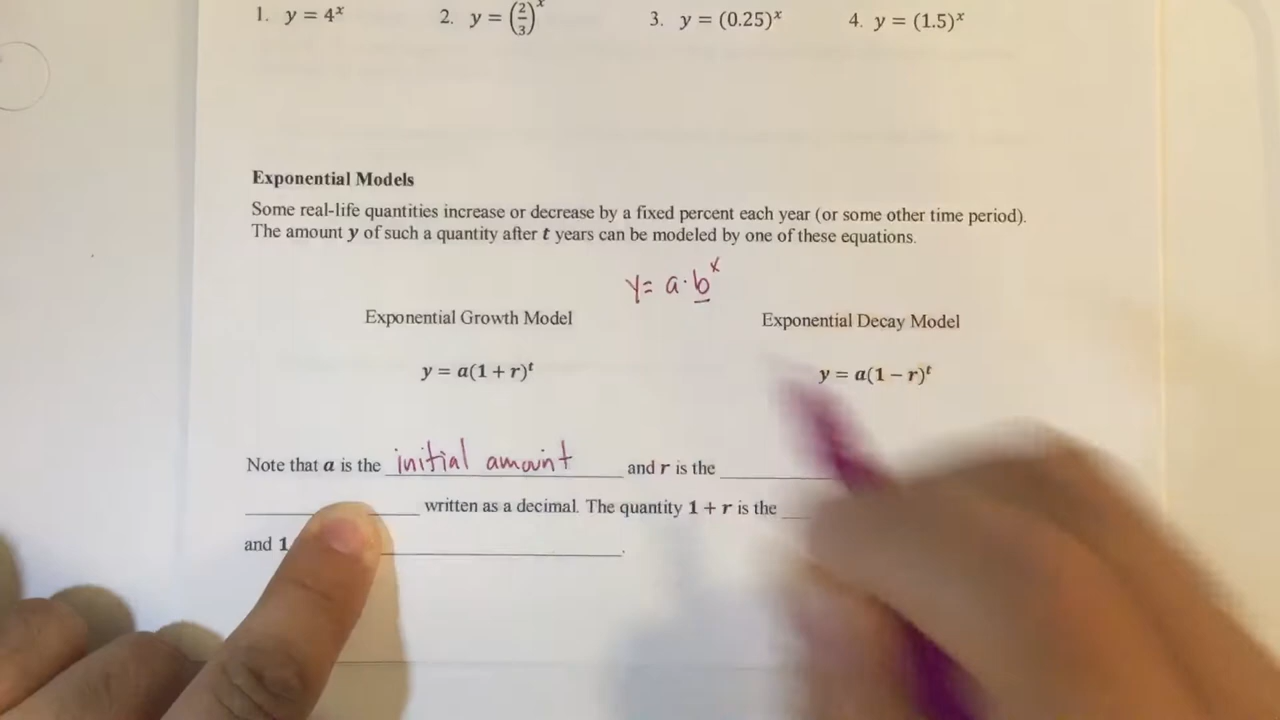 1. y = 4ˣ 2. y = (2/3)ˣ 3. y = (0.25)ˣ 4. y = (1.5)ˣ
Exponential Models
Some real-life quantities increase or decrease by a fixed percent each year (or some other time period).
The amount y of such a quantity after t years can be modeled by one of these equations.
y = a·bˣ
Exponential Growth Model Exponential Decay Model
y = a(1 + r)ᵗ y = a(1 − r)ᵗ
Note that a is the initial amount and r is the
written as a decimal. The quantity 1 + r is the
and 1 .